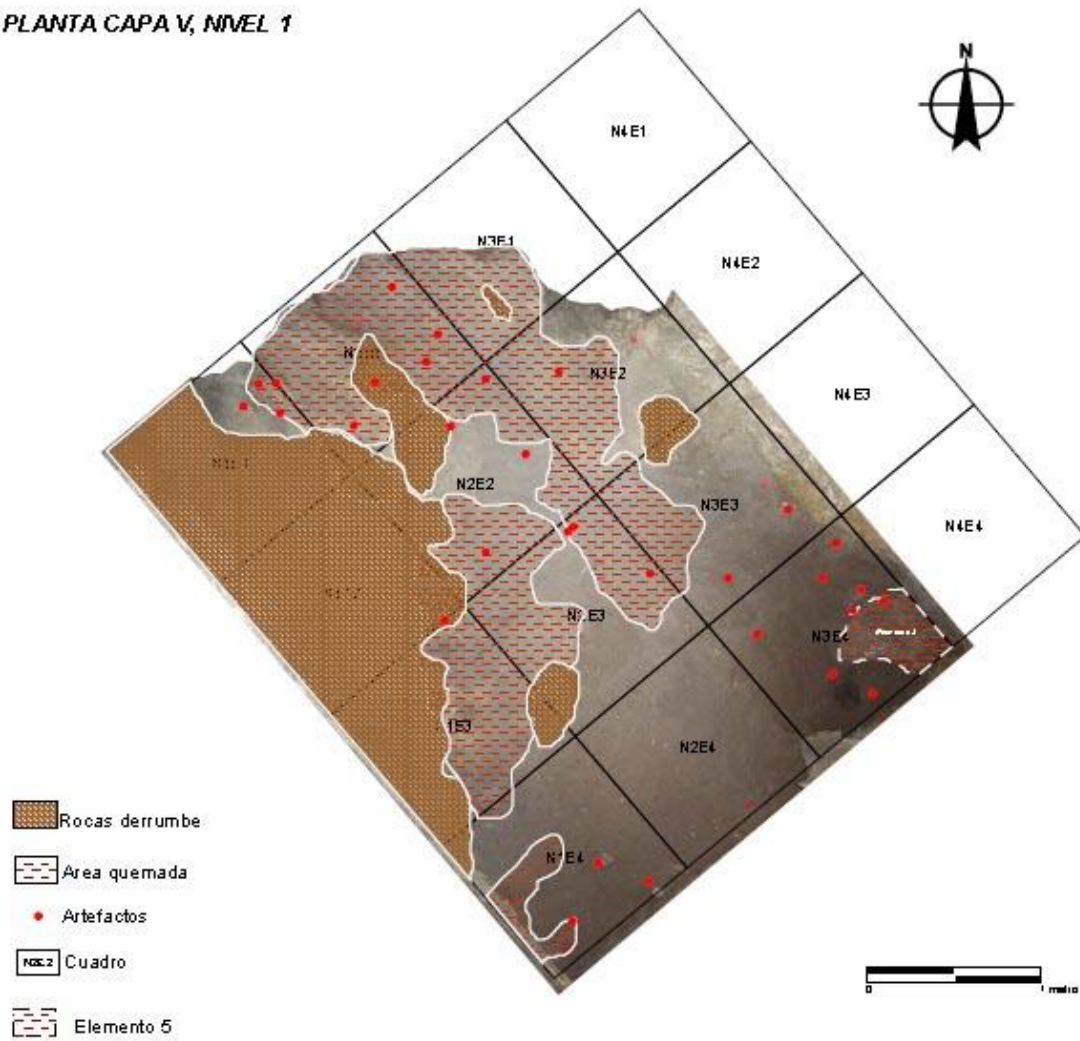 PLANTA CAPA V, NIVEL 1
N
N4E1
N3E1
N4E2
N3E2
N4E3
N2E2
N3E3
N4E4
N3E4
1E3
N2E4
N1E4
Rocas derrumbe
Area quemada
Artefactos
Cuadro
Elemento 5
0
1 metro